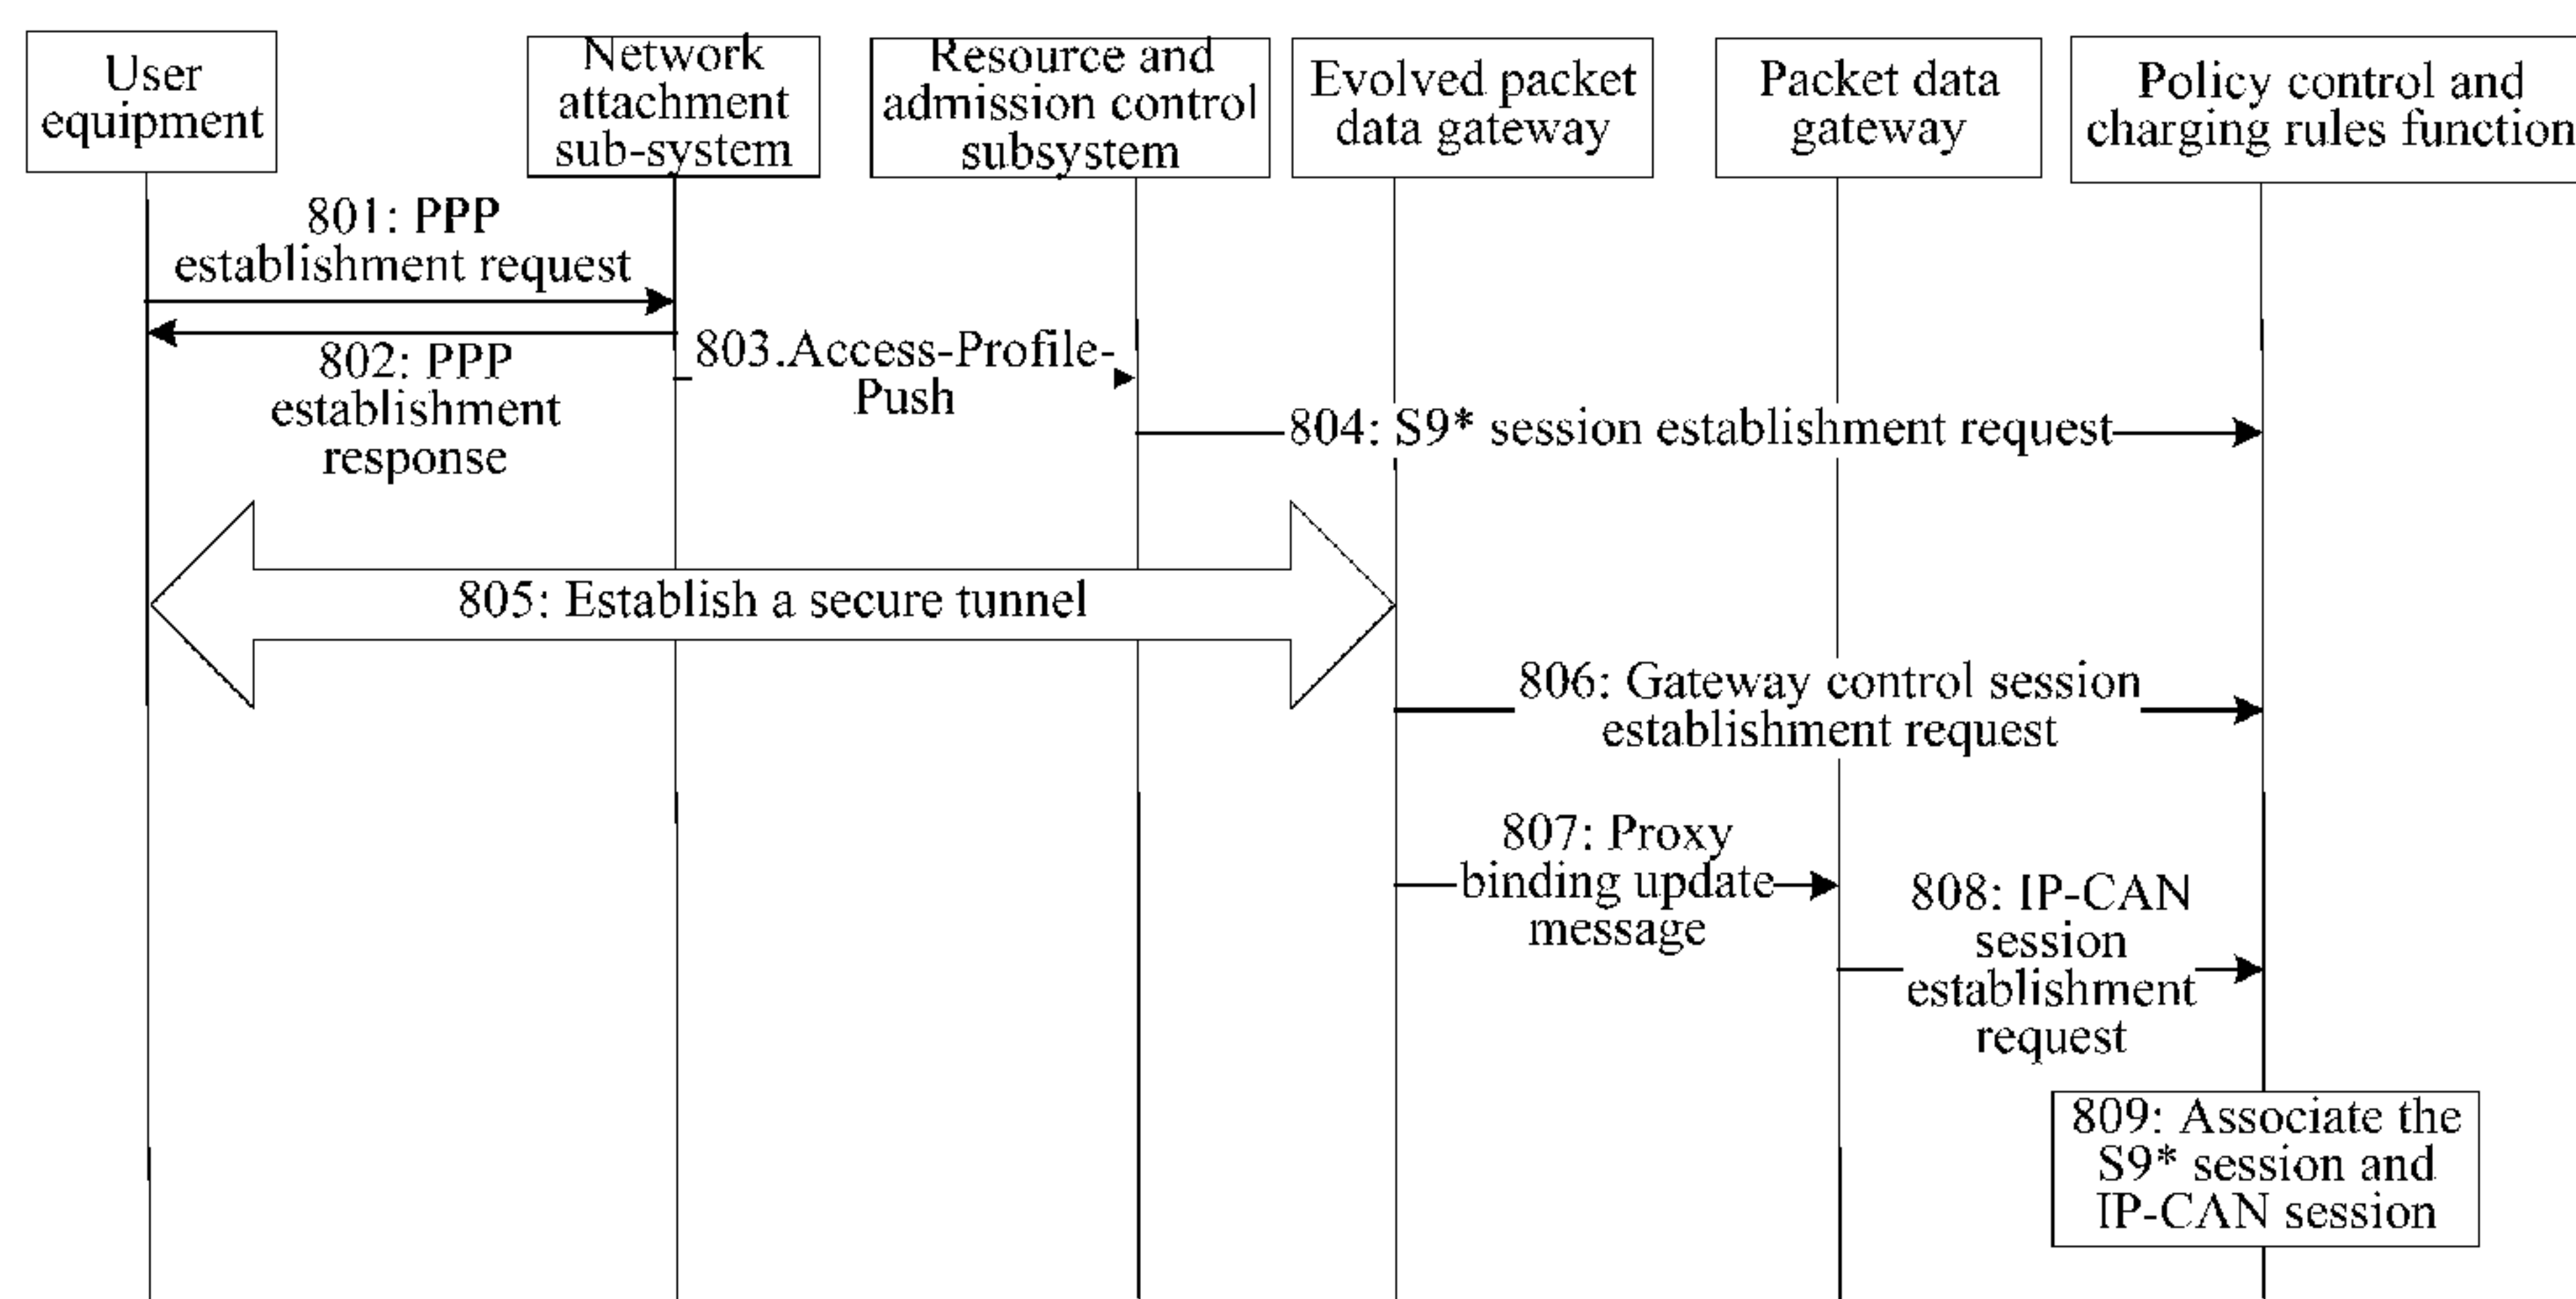 User
equipment
Network
attachment
sub-system
Resource and
admission control
subsystem
Evolved packet
data gateway
Packet data
gateway
Policy control and
charging rules function
801: PPP
establishment request
802: PPP
establishment
response
803.Access-Profile-
Push
804: S9* session establishment request
805: Establish a secure tunnel
806: Gateway control session
establishment request
807: Proxy
binding update
message
808: IP-CAN
session
establishment
request
809: Associate the
S9* session and
IP-CAN session